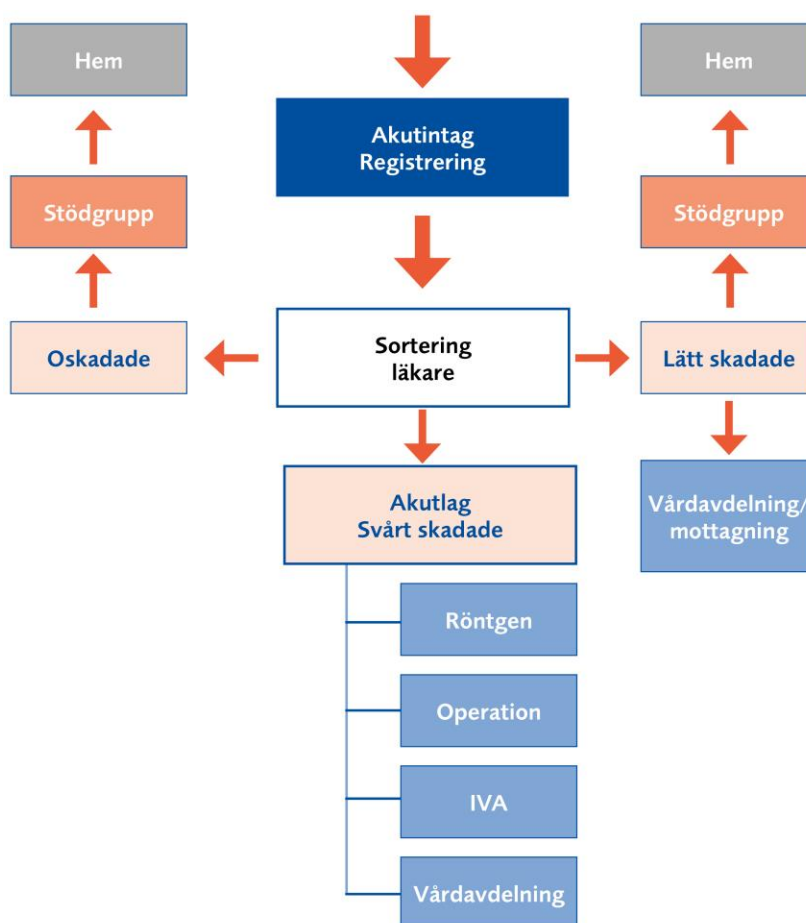 Hem
Hem
Akutintag
Registrering
Stödgrupp
Stödgrupp
Oskadade
Sortering
läkare
Lätt skadade
Akutlag
Svårt skadade
Vårdavdelning/
mottagning
Röntgen
Operation
IVA
Vårdavdelning